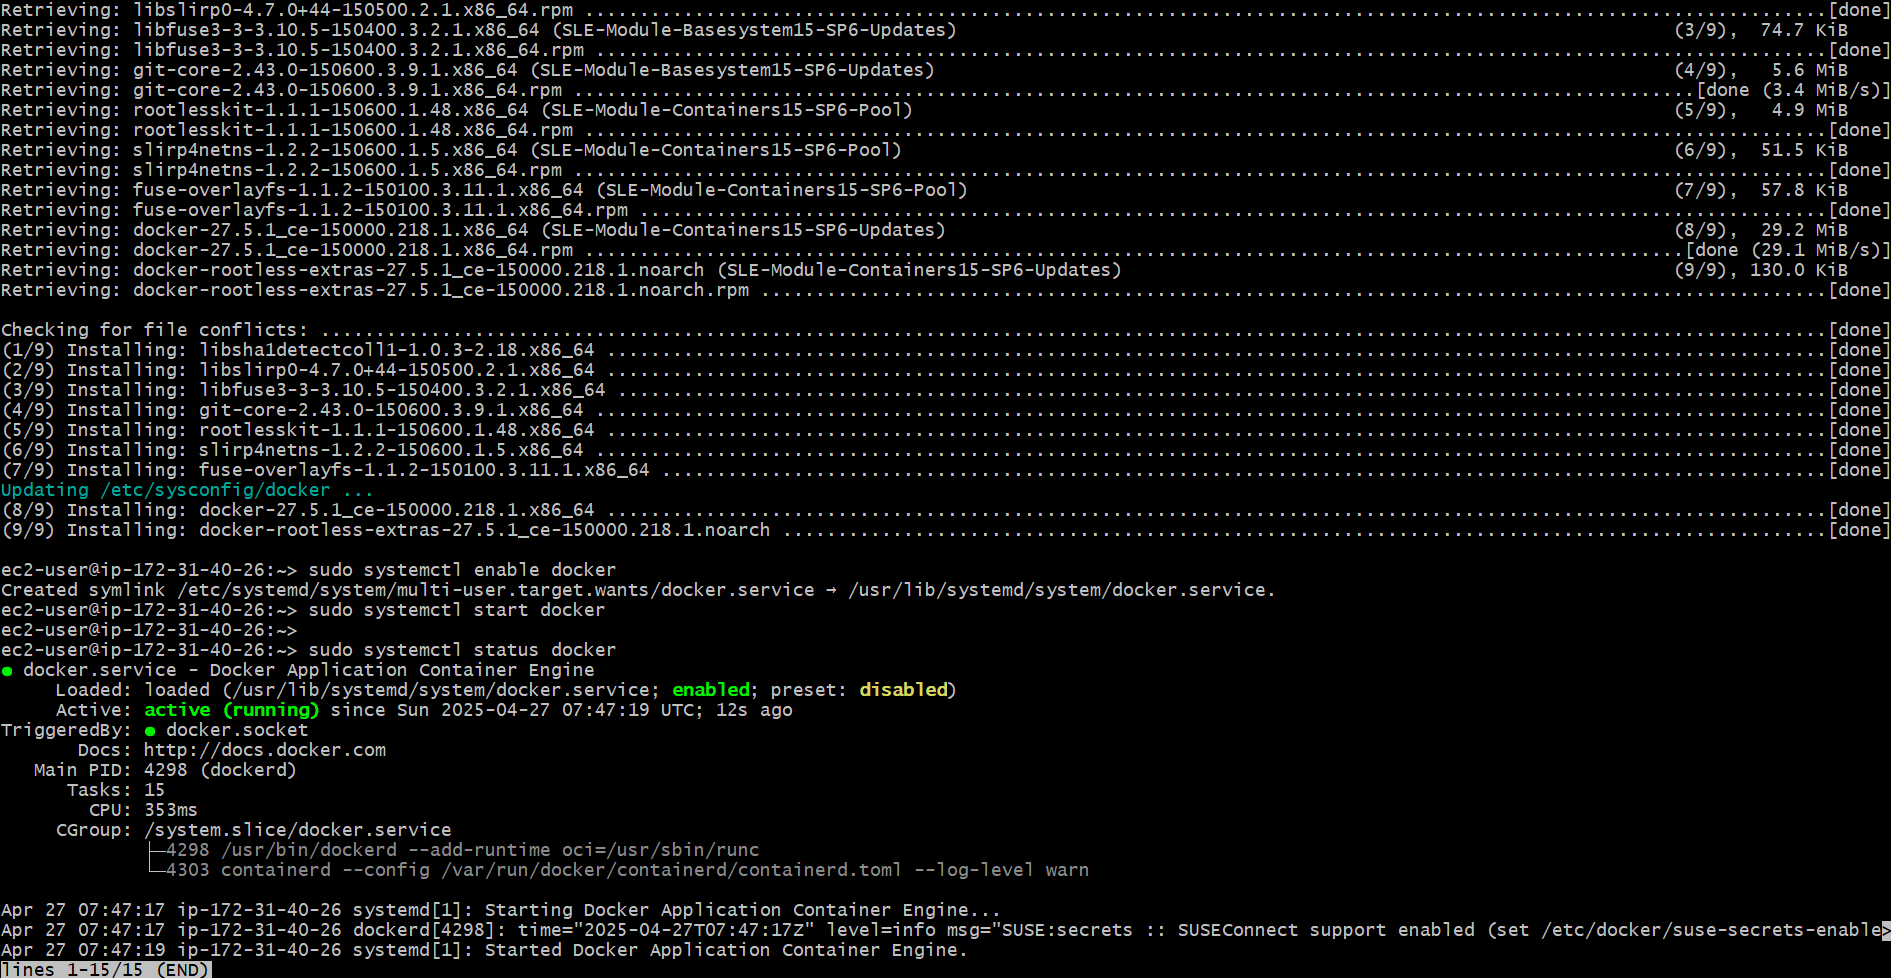 Retrieving: libslirp0-4.7.0+44-150500.2.1.x86_64.rpm ................................................................................................................[done]
Retrieving: libfuse3-3-3.10.5-150400.3.2.1.x86_64 (SLE-Module-Basesystem15-SP6-Updates) (3/9),  74.7 KiB
Retrieving: libfuse3-3-3.10.5-150400.3.2.1.x86_64.rpm ...............................................................................................................[done]
Retrieving: git-core-2.43.0-150600.3.9.1.x86_64 (SLE-Module-Basesystem15-SP6-Updates) (4/9),   5.6 MiB
Retrieving: git-core-2.43.0-150600.3.9.1.x86_64.rpm .....................................................................................................[done (3.4 MiB/s)]
Retrieving: rootlesskit-1.1.1-150600.1.48.x86_64 (SLE-Module-Containers15-SP6-Pool) (5/9),   4.9 MiB
Retrieving: rootlesskit-1.1.1-150600.1.48.x86_64.rpm ................................................................................................................[done]
Retrieving: slirp4netns-1.2.2-150600.1.5.x86_64 (SLE-Module-Containers15-SP6-Pool) (6/9),  51.5 KiB
Retrieving: slirp4netns-1.2.2-150600.1.5.x86_64.rpm .................................................................................................................[done]
Retrieving: fuse-overlayfs-1.1.2-150100.3.11.1.x86_64 (SLE-Module-Containers15-SP6-Pool) (7/9),  57.8 KiB
Retrieving: fuse-overlayfs-1.1.2-150100.3.11.1.x86_64.rpm ...........................................................................................................[done]
Retrieving: docker-27.5.1_ce-150000.218.1.x86_64 (SLE-Module-Containers15-SP6-Updates) (8/9),  29.2 MiB
Retrieving: docker-27.5.1_ce-150000.218.1.x86_64.rpm ...................................................................................................[done (29.1 MiB/s)]
Retrieving: docker-rootless-extras-27.5.1_ce-150000.218.1.noarch (SLE-Module-Containers15-SP6-Updates) (9/9), 130.0 KiB
Retrieving: docker-rootless-extras-27.5.1_ce-150000.218.1.noarch.rpm ................................................................................................[done]
Checking for file conflicts: ........................................................................................................................................[done]
(1/9) Installing: libsha1detectcoll1-1.0.3-2.18.x86_64 ..............................................................................................................[done]
(2/9) Installing: libslirp0-4.7.0+44-150500.2.1.x86_64 ..............................................................................................................[done]
(3/9) Installing: libfuse3-3-3.10.5-150400.3.2.1.x86_64 .............................................................................................................[done]
(4/9) Installing: git-core-2.43.0-150600.3.9.1.x86_64 ...............................................................................................................[done]
(5/9) Installing: rootlesskit-1.1.1-150600.1.48.x86_64 ..............................................................................................................[done]
(6/9) Installing: slirp4netns-1.2.2-150600.1.5.x86_64 ...............................................................................................................[done]
(7/9) Installing: fuse-overlayfs-1.1.2-150100.3.11.1.x86_64 .........................................................................................................[done]
Updating /etc/sysconfig/docker ...
(8/9) Installing: docker-27.5.1_ce-150000.218.1.x86_64 ..............................................................................................................[done]
(9/9) Installing: docker-rootless-extras-27.5.1_ce-150000.218.1.noarch ..............................................................................................[done]
ec2-user@ip-172-31-40-26:~> sudo systemctl enable docker
Created symlink /etc/systemd/system/multi-user.target.wants/docker.service → /usr/lib/systemd/system/docker.service.
ec2-user@ip-172-31-40-26:~> sudo systemctl start docker
ec2-user@ip-172-31-40-26:~>
ec2-user@ip-172-31-40-26:~> sudo systemctl status docker
● docker.service - Docker Application Container Engine
     Loaded: loaded (/usr/lib/systemd/system/docker.service; enabled; preset: disabled)
     Active: active (running) since Sun 2025-04-27 07:47:19 UTC; 12s ago
TriggeredBy: ● docker.socket
       Docs: http://docs.docker.com
   Main PID: 4298 (dockerd)
      Tasks: 15
        CPU: 353ms
     CGroup: /system.slice/docker.service
             ├─4298 /usr/bin/dockerd --add-runtime oci=/usr/sbin/runc
             └─4303 containerd --config /var/run/docker/containerd/containerd.toml --log-level warn
Apr 27 07:47:17 ip-172-31-40-26 systemd[1]: Starting Docker Application Container Engine...
Apr 27 07:47:17 ip-172-31-40-26 dockerd[4298]: time="2025-04-27T07:47:17Z" level=info msg="SUSE:secrets :: SUSEConnect support enabled (set /etc/docker/suse-secrets-enable>
Apr 27 07:47:19 ip-172-31-40-26 systemd[1]: Started Docker Application Container Engine.
lines 1-15/15 (END)